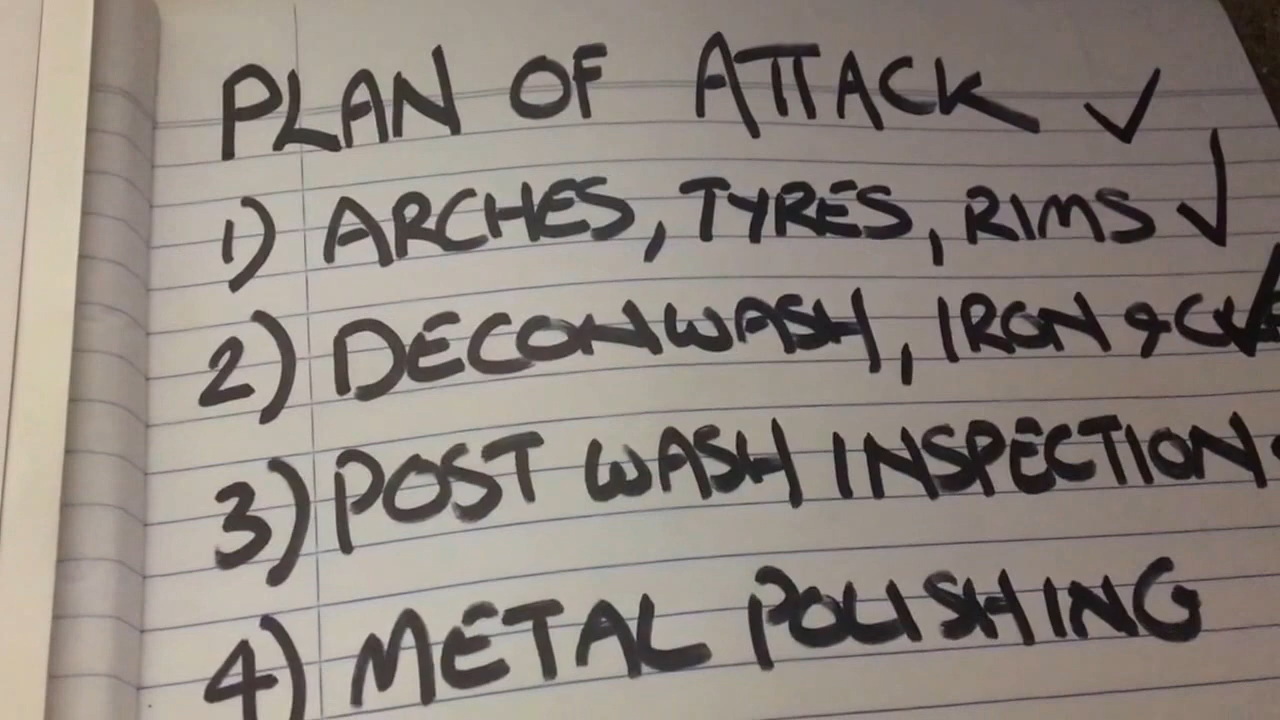 PLAN OF ATTACK ✓
1) ARCHES, TYRES, RIMS ✓
2) DECONWASH, IRON &
3) POST WASH INSPECTION
4) METAL POLISHING